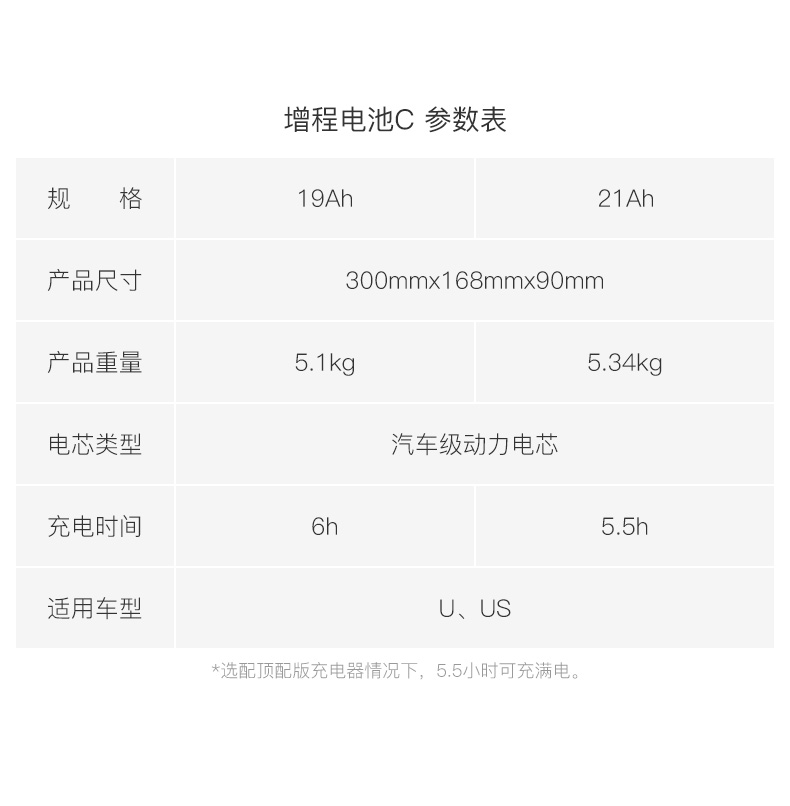 增程电池C 参数表
规 格 19Ah 21Ah
产品尺寸 300mmx168mmx90mm
产品重量 5.1kg 5.34kg
电芯类型 汽车级动力电芯
充电时间 6h 5.5h
适用车型 U、US
*选配顶配版充电器情况下，5.5小时可充满电。